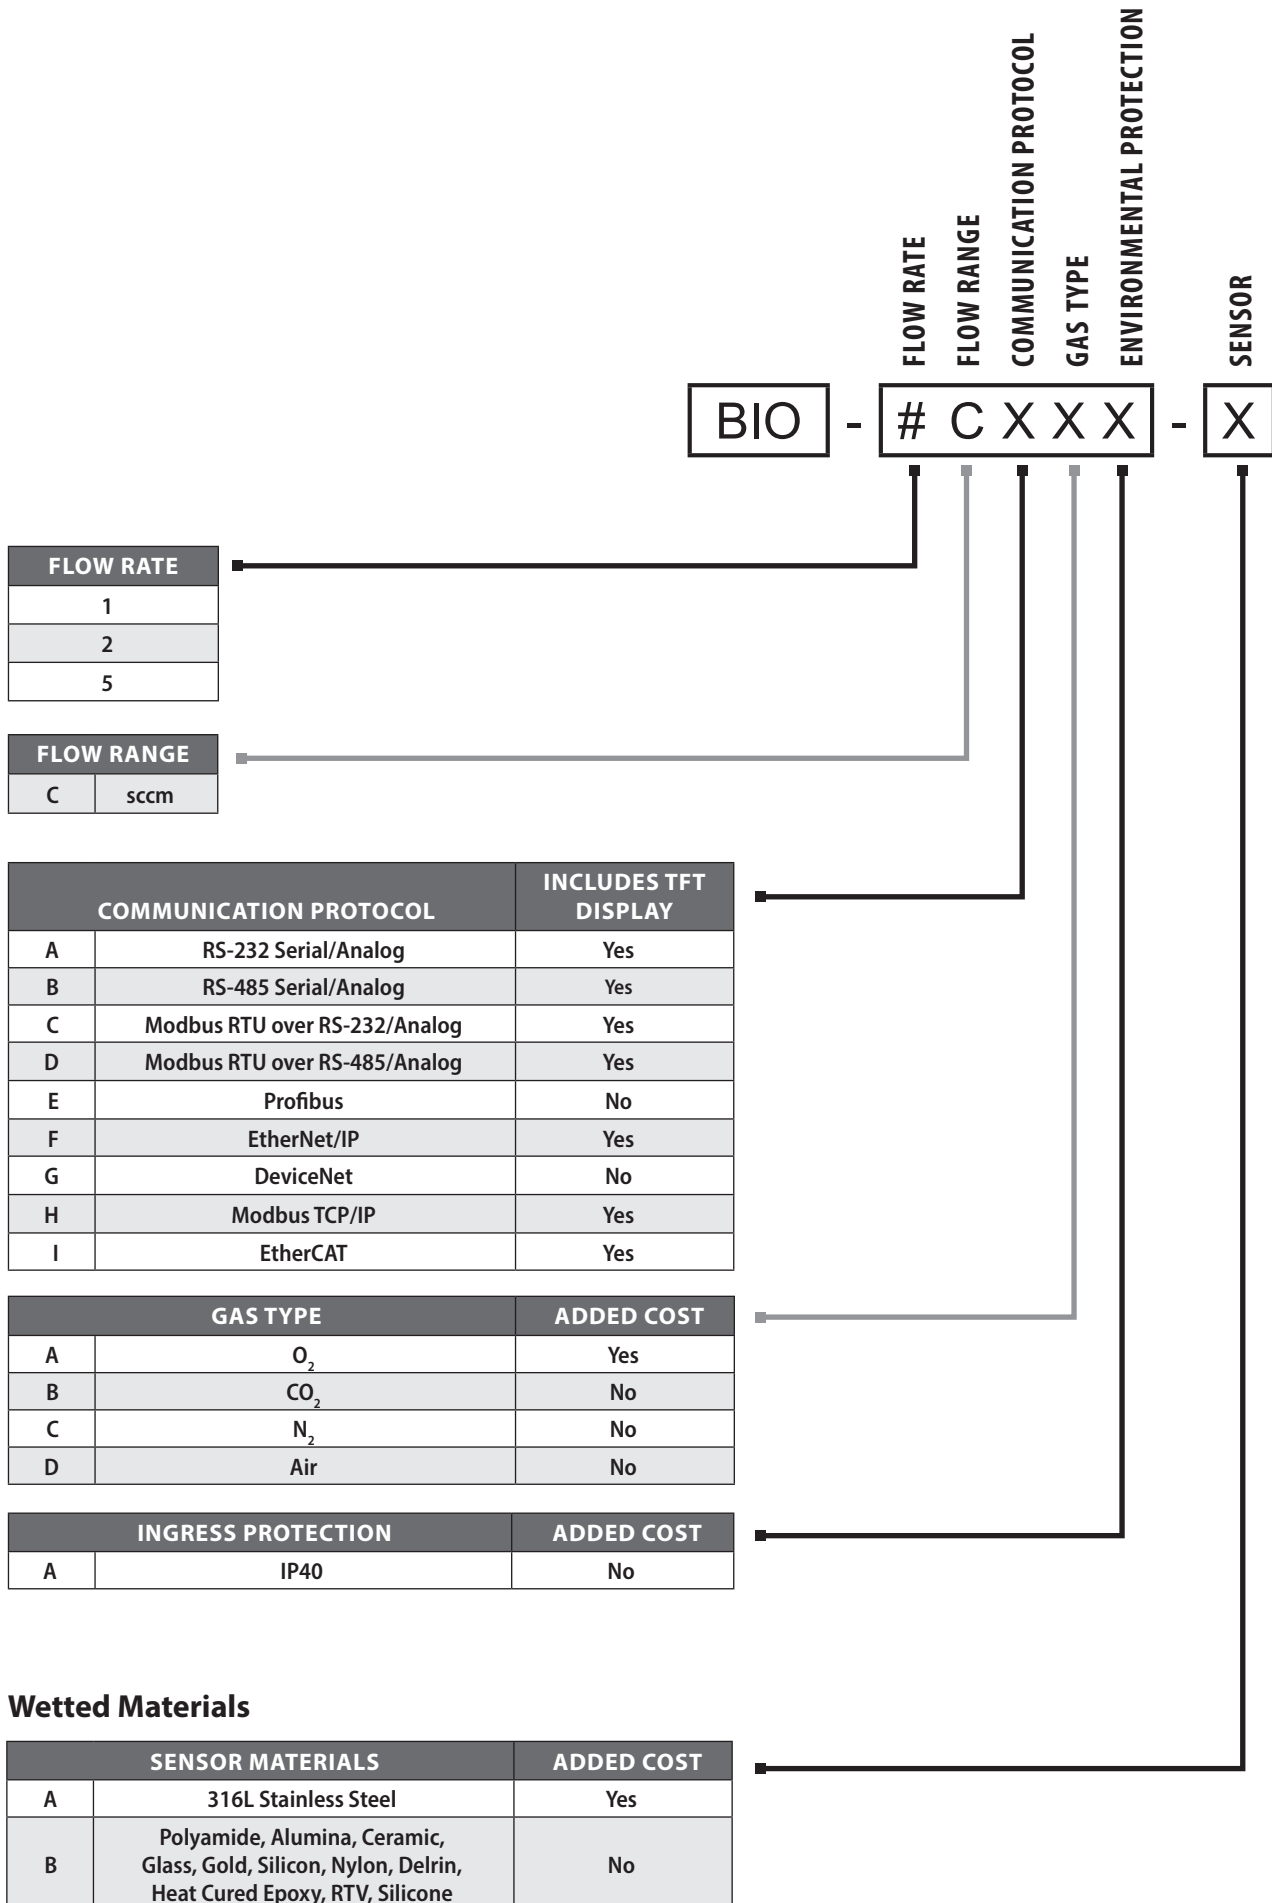 FLOW RATE
FLOW RANGE
COMMUNICATION PROTOCOL
GAS TYPE
ENVIRONMENTAL PROTECTION
SENSOR
BIO - # C X X X - X
FLOW RATE
1
2
5
FLOW RANGE
C sccm
COMMUNICATION PROTOCOL INCLUDES TFT DISPLAY
A RS-232 Serial/Analog Yes
B RS-485 Serial/Analog Yes
C Modbus RTU over RS-232/Analog Yes
D Modbus RTU over RS-485/Analog Yes
E Profibus No
F EtherNet/IP Yes
G DeviceNet No
H Modbus TCP/IP Yes
I EtherCAT Yes
GAS TYPE ADDED COST
A O₂ Yes
B CO₂ No
C N₂ No
D Air No
INGRESS PROTECTION ADDED COST
A IP40 No
Wetted Materials
SENSOR MATERIALS ADDED COST
A 316L Stainless Steel Yes
B Polyamide, Alumina, Ceramic,
Glass, Gold, Silicon, Nylon, Delrin, No
Heat Cured Epoxy, RTV, Silicone